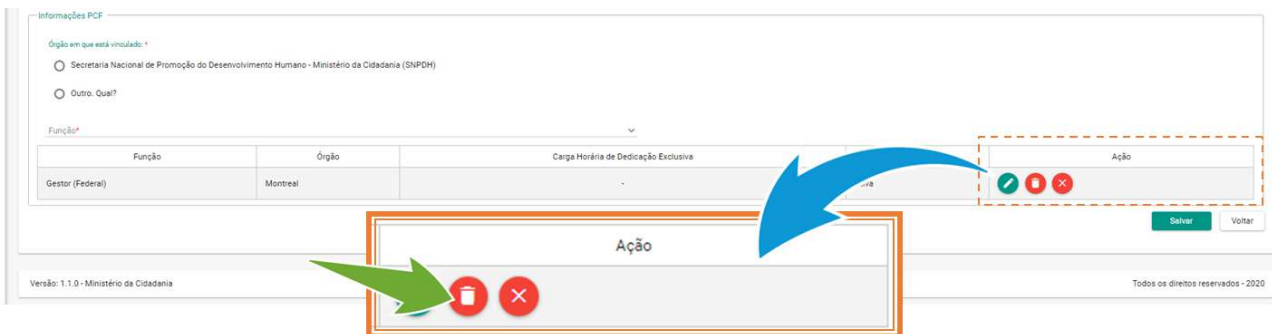 Informações PCF
Órgão em que está vinculado: *
Secretaria Nacional de Promoção do Desenvolvimento Humano - Ministério da Cidadania (SNPDH)
Outro. Qual?
Função*
Função Órgão Carga Horária de Dedicação Exclusiva Ação
Gestor (Federal) Montreal -
Salvar Voltar
Ação
Versão: 1.1.0 - Ministério da Cidadania Todos os direitos reservados - 2020